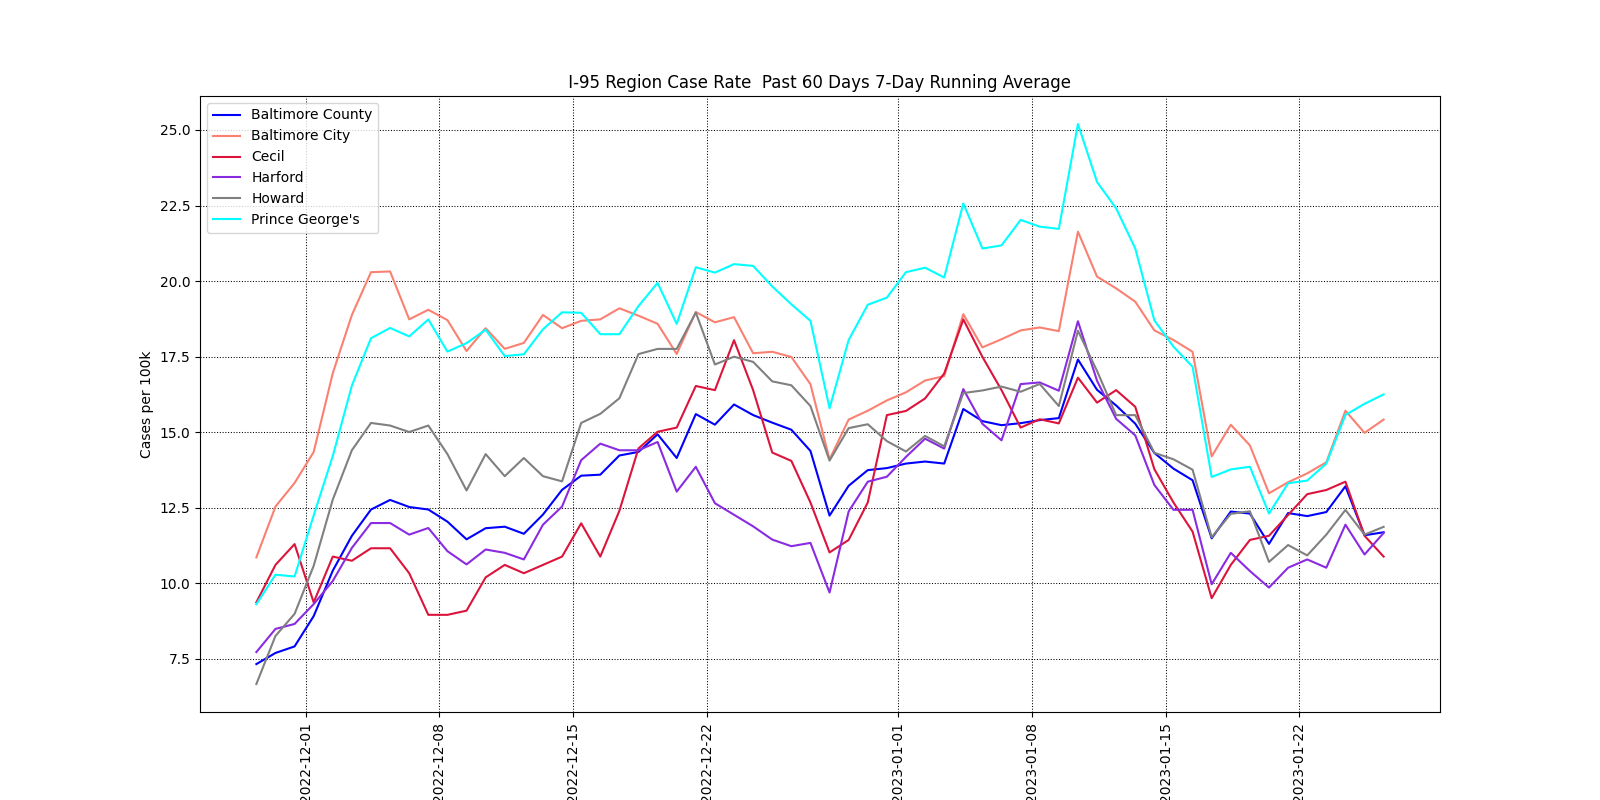 I-95 Region Case Rate  Past 60 Days 7-Day Running Average
Baltimore County
Baltimore City
Cecil
Harford
Howard
Prince George's
Cases per 100k
25.0
22.5
20.0
17.5
15.0
12.5
10.0
7.5
2022-12-01
2022-12-08
2022-12-15
2022-12-22
2023-01-01
2023-01-08
2023-01-15
2023-01-22